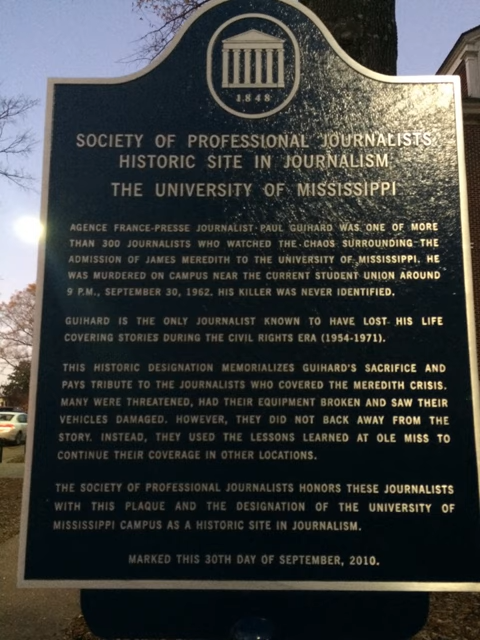 1848
SOCIETY OF PROFESSIONAL JOURNALISTS
HISTORIC SITE IN JOURNALISM
THE UNIVERSITY OF MISSISSIPPI
AGENCE FRANCE-PRESSE JOURNALIST PAUL GUIHARD WAS ONE OF MORE
THAN 300 JOURNALISTS WHO WATCHED THE CHAOS SURROUNDING THE
ADMISSION OF JAMES MEREDITH TO THE UNIVERSITY OF MISSISSIPPI. HE
WAS MURDERED ON CAMPUS NEAR THE CURRENT STUDENT UNION AROUND
9 P.M., SEPTEMBER 30, 1962. HIS KILLER WAS NEVER IDENTIFIED.
GUIHARD IS THE ONLY JOURNALIST KNOWN TO HAVE LOST HIS LIFE
COVERING STORIES DURING THE CIVIL RIGHTS ERA (1954-1971).
THIS HISTORIC DESIGNATION MEMORIALIZES GUIHARD'S SACRIFICE AND
PAYS TRIBUTE TO THE JOURNALISTS WHO COVERED THE MEREDITH CRISIS.
MANY WERE THREATENED, HAD THEIR EQUIPMENT BROKEN AND SAW THEIR
VEHICLES DAMAGED. HOWEVER, THEY DID NOT BACK AWAY FROM THE
STORY. INSTEAD, THEY USED THE LESSONS LEARNED AT OLE MISS TO
CONTINUE THEIR COVERAGE IN OTHER LOCATIONS.
THE SOCIETY OF PROFESSIONAL JOURNALISTS HONORS THESE JOURNALISTS
WITH THIS PLAQUE AND THE DESIGNATION OF THE UNIVERSITY OF
MISSISSIPPI CAMPUS AS A HISTORIC SITE IN JOURNALISM.
MARKED THIS 30TH DAY OF SEPTEMBER, 2010.